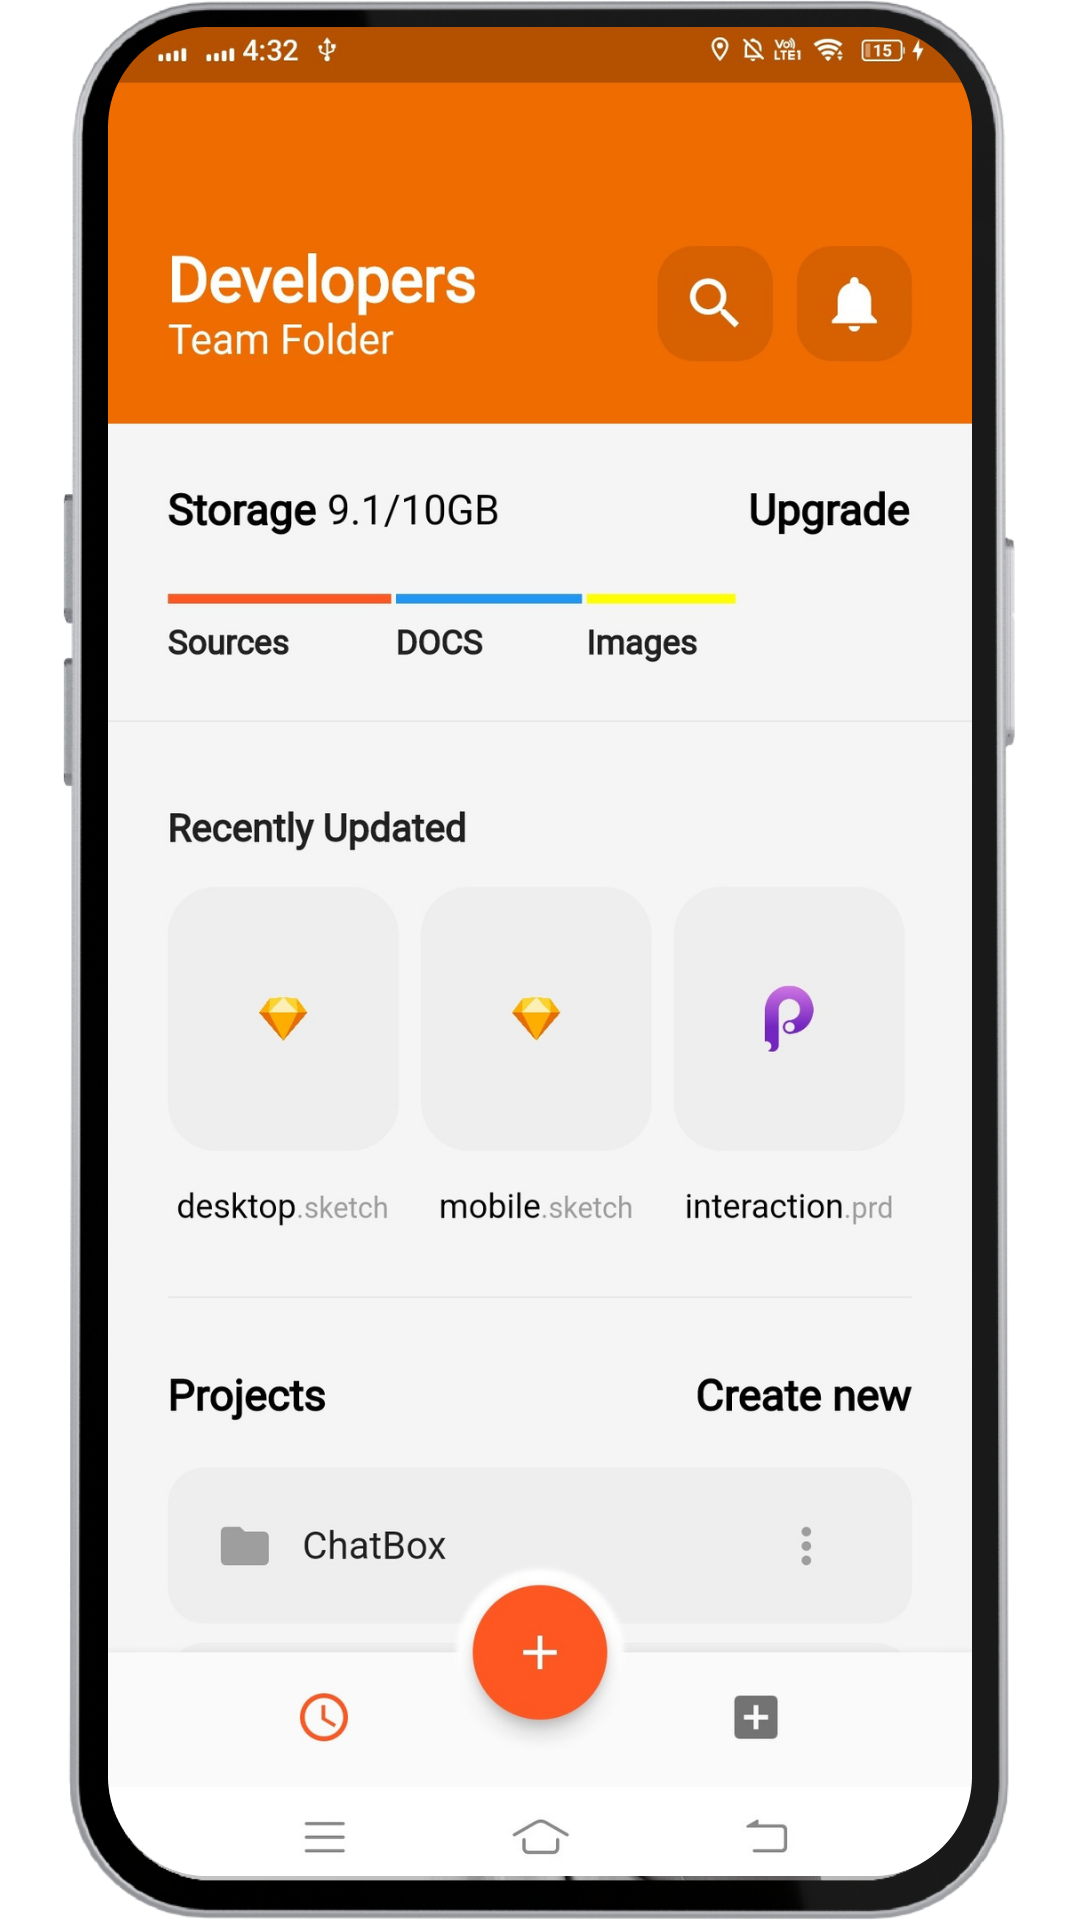 4:32 Vo)) LTE1 15
Developers
Team Folder
Storage 9.1/10GB Upgrade
Sources DOCS Images
Recently Updated
desktop.sketch mobile.sketch interaction.prd
Projects Create new
ChatBox